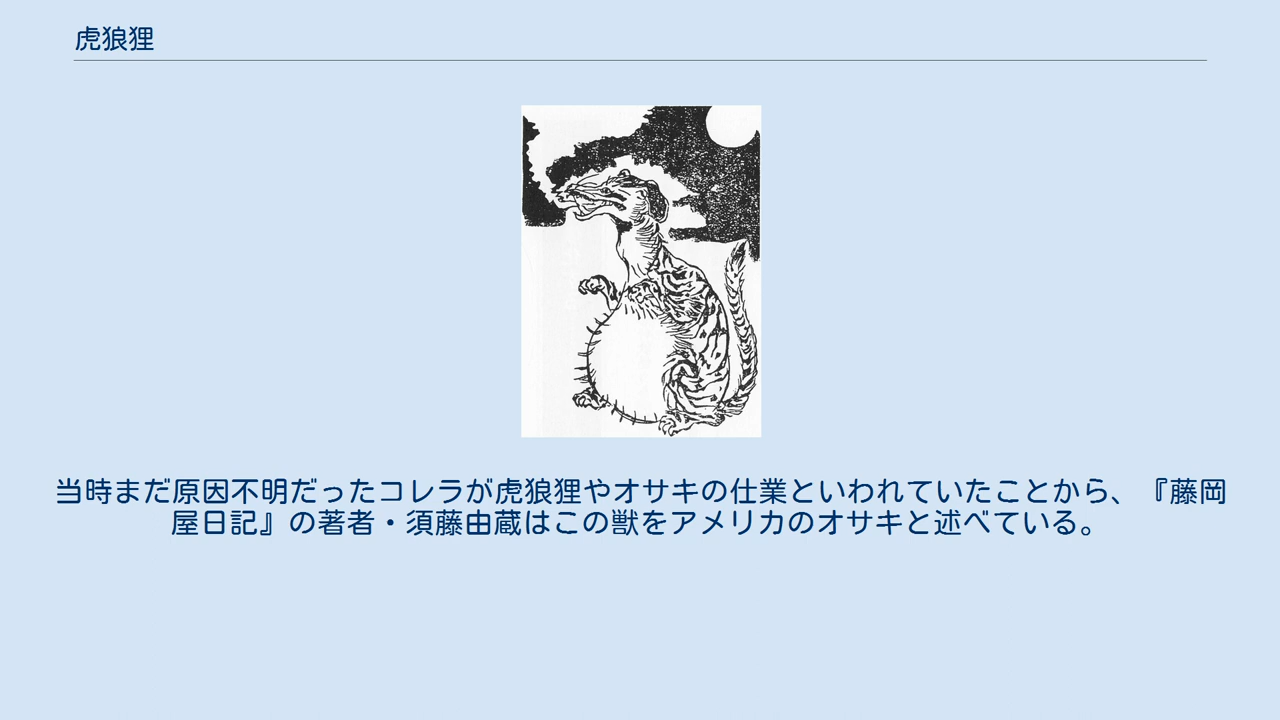 虎狼狸
当時まだ原因不明だったコレラが虎狼狸やオサキの仕業といわれていたことから、『藤岡
屋日記』の著者・須藤由蔵はこの獣をアメリカのオサキと述べている。